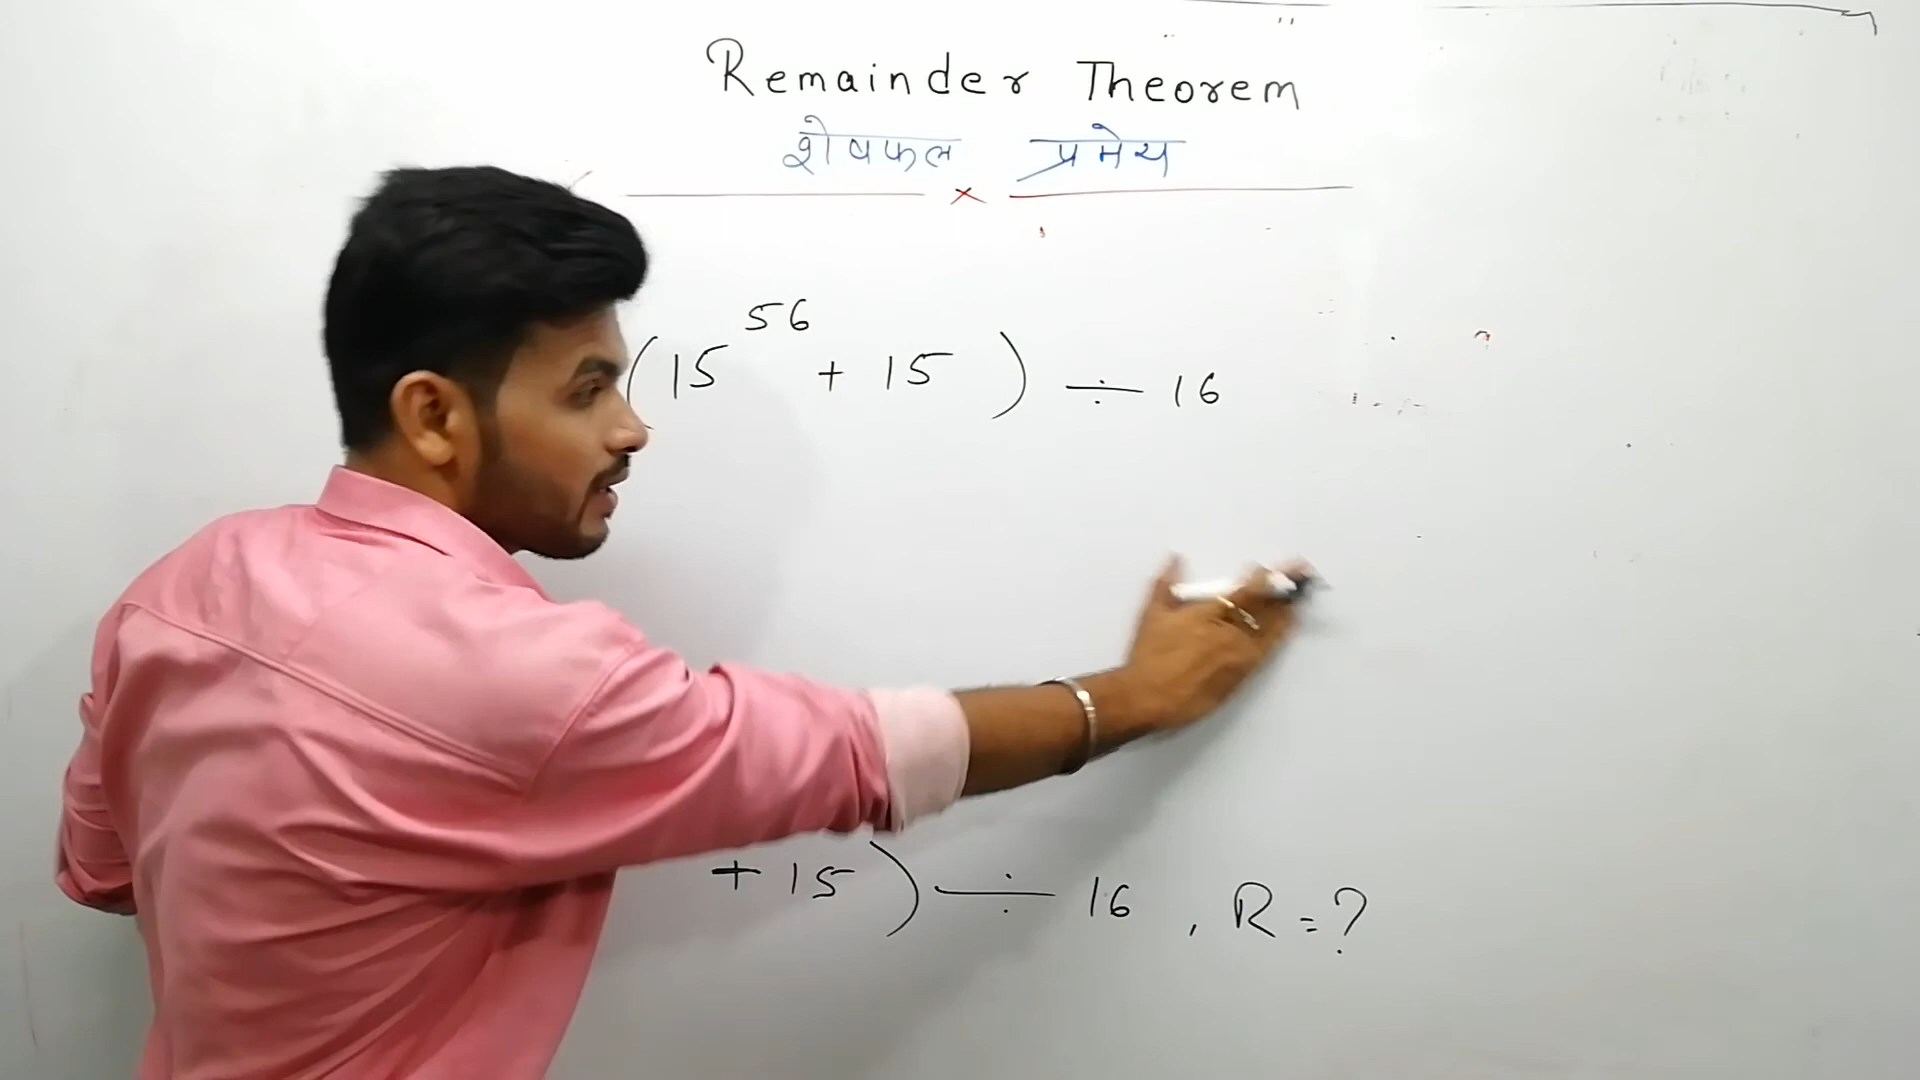 Remainder Theorem
शेषफल प्रमेय
(15^56 + 15) ÷ 16
+ 15) ÷ 16, R = ?